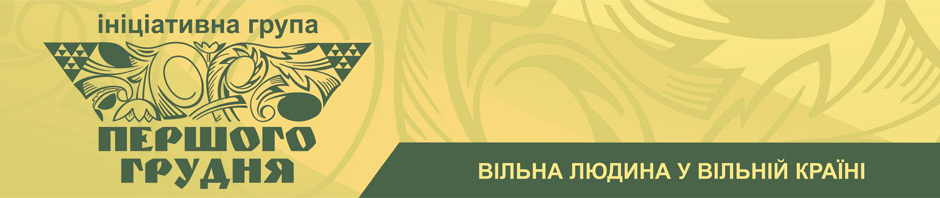 ініціативна група
ПЕРШОГО
ГРУДНЯ
ВІЛЬНА ЛЮДИНА У ВІЛЬНІЙ КРАЇНІ